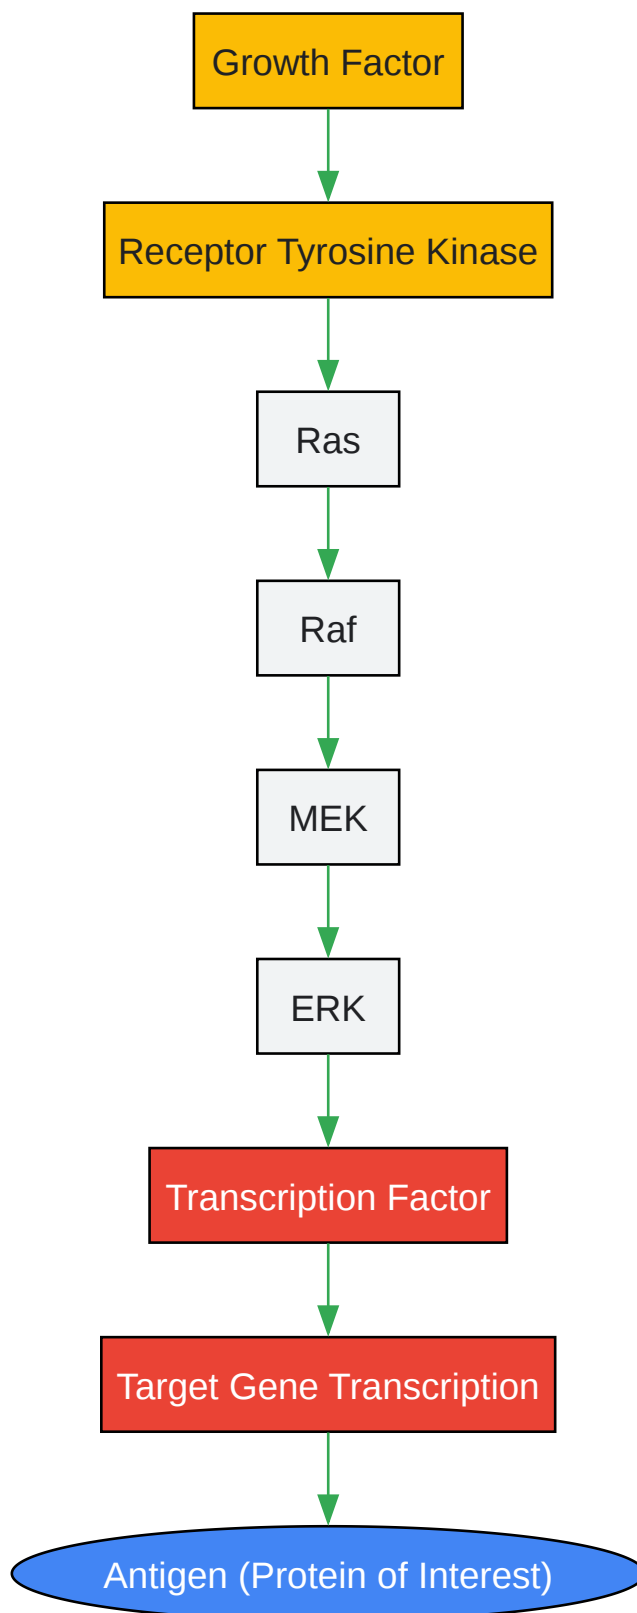 Growth Factor
Receptor Tyrosine Kinase
Ras
Raf
MEK
ERK
Transcription Factor
Target Gene Transcription
Antigen (Protein of Interest)